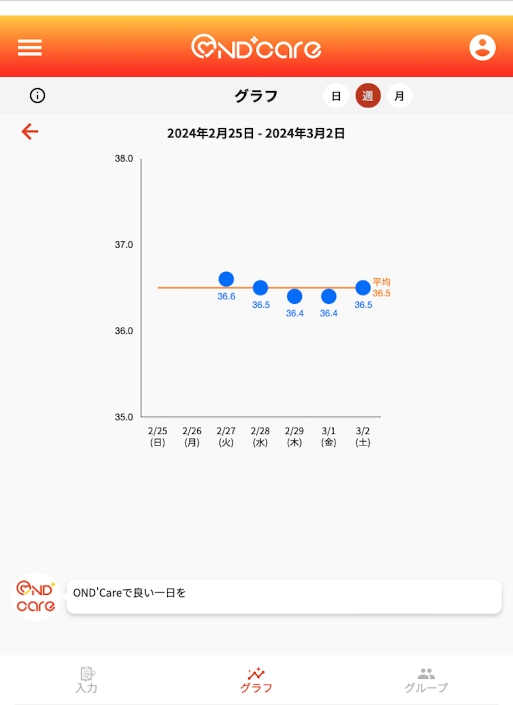 OND'care
グラフ 日 週 月
2024年2月25日 - 2024年3月2日
38.0
37.0
36.0
35.0
平均
36.5
36.6
36.5
36.4
36.4
36.5
2/25 2/26 2/27 2/28 2/29 3/1 3/2
(日) (月) (火) (水) (木) (金) (土)
OND'
care
OND'Careで良い一日を
入力 グラフ グループ